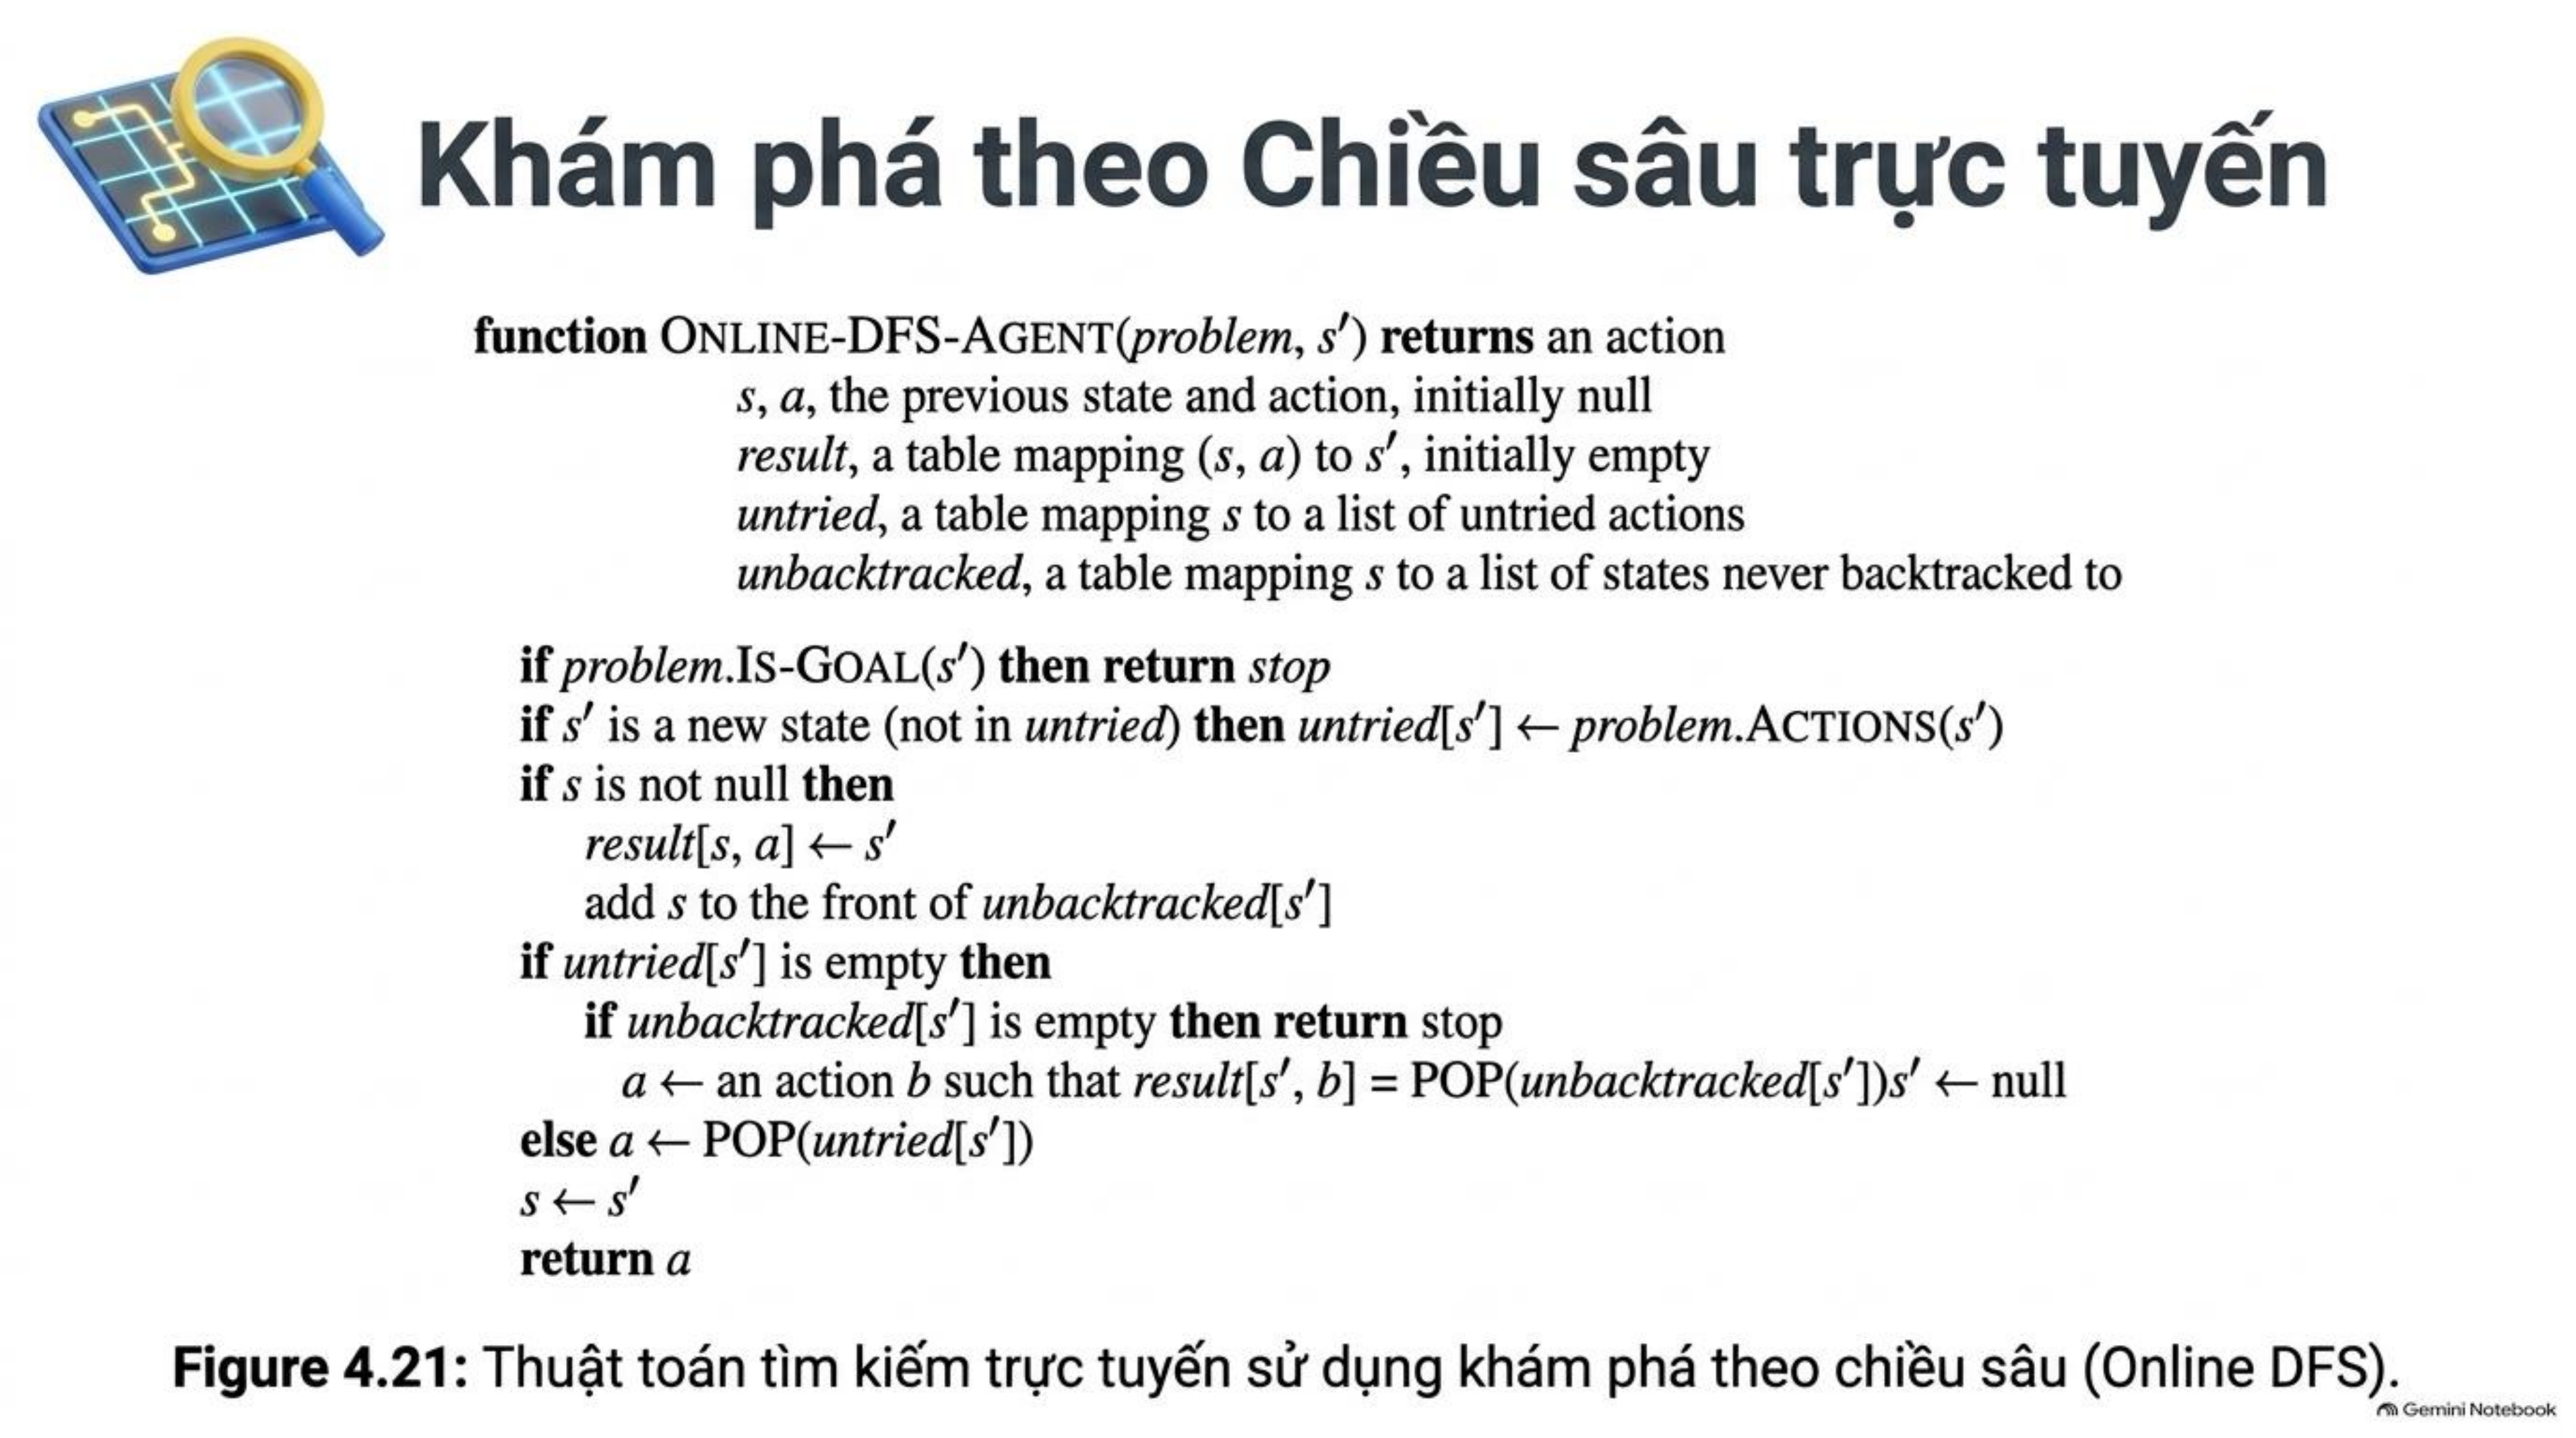 Khám phá theo Chiều sâu trực tuyến
function ONLINE-DFS-AGENT(problem, s′) returns an action
s, a, the previous state and action, initially null
result, a table mapping (s, a) to s′, initially empty
untried, a table mapping s to a list of untried actions
unbacktracked, a table mapping s to a list of states never backtracked to
if problem.IS-GOAL(s′) then return stop
if s′ is a new state (not in untried) then untried[s′] ← problem.ACTIONS(s′)
if s is not null then
result[s, a] ← s′
add s to the front of unbacktracked[s′]
if untried[s′] is empty then
if unbacktracked[s′] is empty then return stop
a ← an action b such that result[s′, b] = POP(unbacktracked[s′])s′ ← null
else a ← POP(untried[s′])
s ← s′
return a
Figure 4.21: Thuật toán tìm kiếm trực tuyến sử dụng khám phá theo chiều sâu (Online DFS).
Gemini Notebook